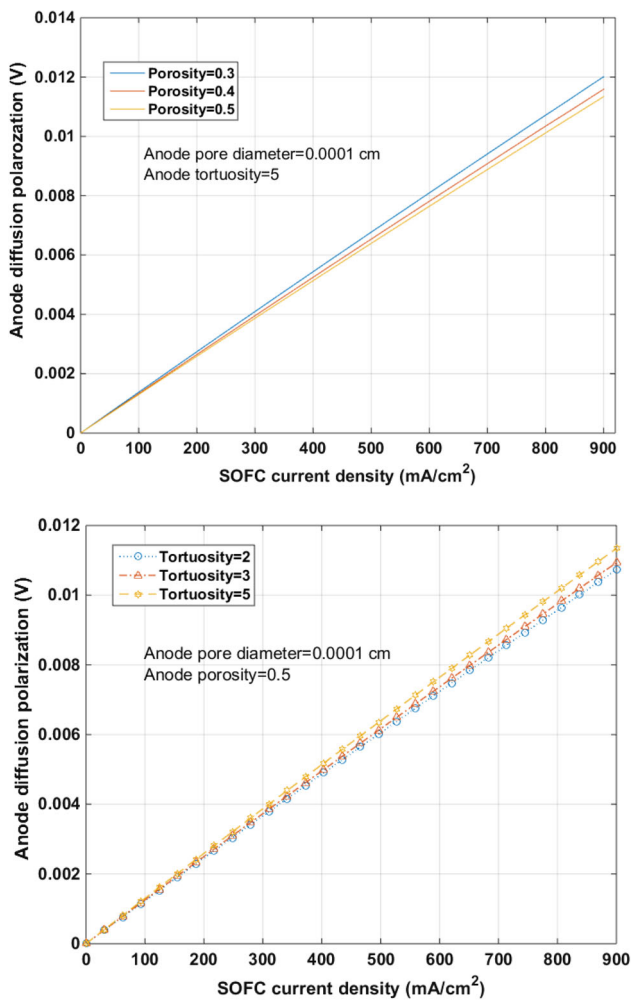 0.014
0.012
0.01
0.008
0.006
0.004
0.002
0
Anode diffusion polarozation (V)
Porosity=0.3
Porosity=0.4
Porosity=0.5
Anode pore diameter=0.0001 cm
Anode tortuosity=5
0 100 200 300 400 500 600 700 800 900
SOFC current density (mA/cm²)
0.012
0.01
0.008
0.006
0.004
0.002
0
Anode diffusion polarization (V)
Tortuosity=2
Tortuosity=3
Tortuosity=5
Anode pore diameter=0.0001 cm
Anode porosity=0.5
0 100 200 300 400 500 600 700 800 900
SOFC current density (mA/cm²)